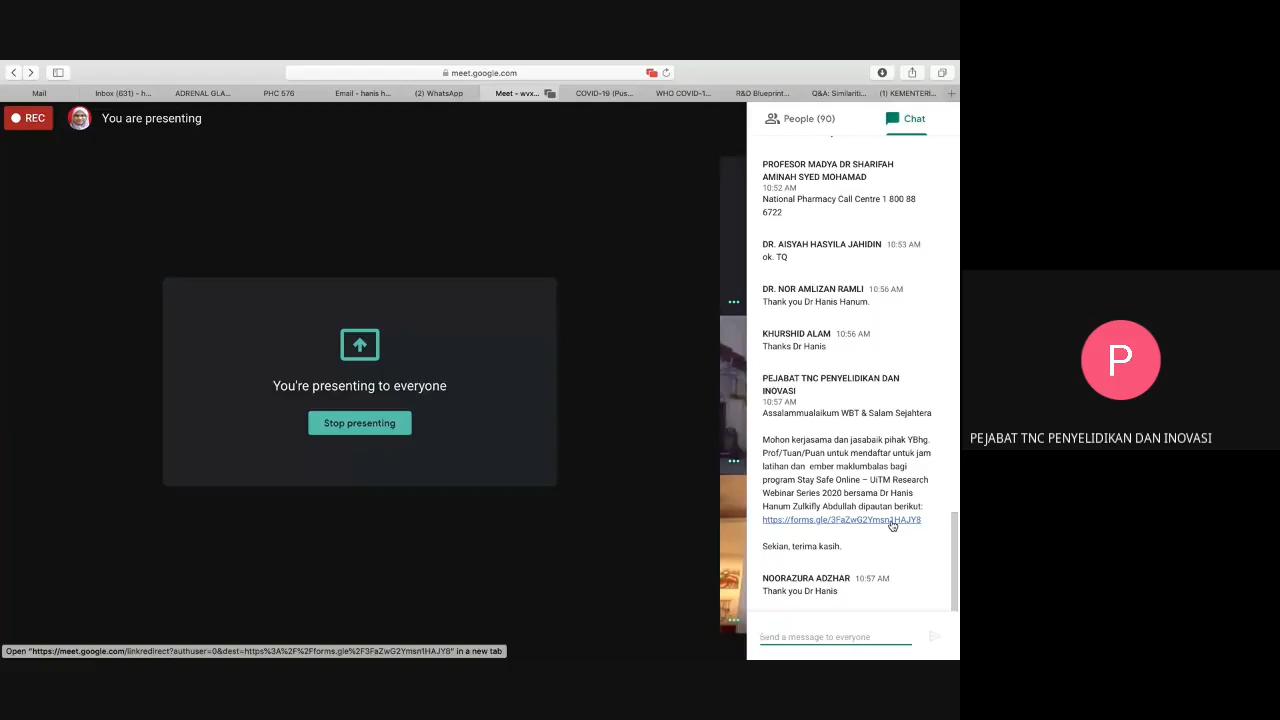 meet.google.com
Mail
Inbox (631) – h...
ADRENAL GLA...
PHC 576
Email - hanis h...
(2) WhatsApp
Meet - wvx...
COVID-19 (Pus...
WHO COVID-1...
R&D Blueprint...
Q&A: Similariti...
(1) KEMENTERI...
REC
You are presenting
People (90)
Chat
PROFESOR MADYA DR SHARIFAH
AMINAH SYED MOHAMAD
10:52 AM
National Pharmacy Call Centre 1 800 88
6722
DR. AISYAH HASYILA JAHIDIN 10:53 AM
ok. TQ
DR. NOR AMLIZAN RAMLI 10:56 AM
Thank you Dr Hanis Hanum.
KHURSHID ALAM 10:56 AM
Thanks Dr Hanis
PEJABAT TNC PENYELIDIKAN DAN
INOVASI
10:57 AM
Assalammualaikum WBT & Salam Sejahtera
Mohon kerjasama dan jasabaik pihak YBhg.
Prof/Tuan/Puan untuk mendaftar untuk jam
latihan dan ember maklumbalas bagi
program Stay Safe Online – UiTM Research
Webinar Series 2020 bersama Dr Hanis
Hanum Zulkifly Abdullah dipautan berikut:
https://forms.gle/3FaZwG2Ymsn1HAJY8
Sekian, terima kasih.
NOORAZURA ADZHAR 10:57 AM
Thank you Dr Hanis
Send a message to everyone
You're presenting to everyone
Stop presenting
Open "https://meet.google.com/linkredirect?authuser=0&dest=https%3A%2F%2Fforms.gle%2F3FaZwG2Ymsn1HAJY8" in a new tab
P
PEJABAT TNC PENYELIDIKAN DAN INOVASI